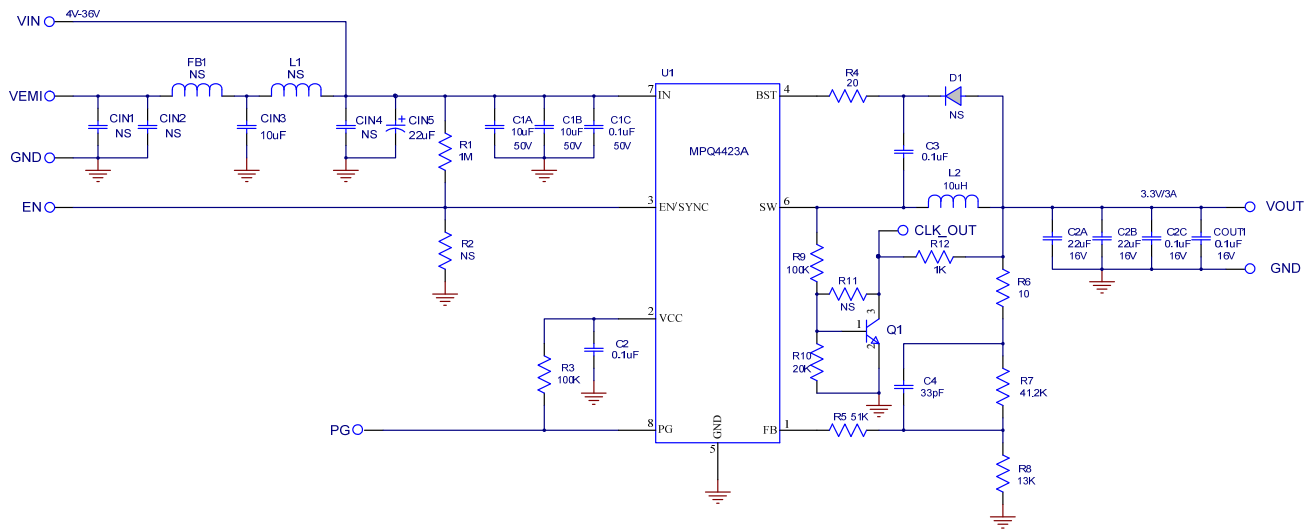 VIN
4V-36V
FB1
NS
L1
NS
VEMI
CIN1
NS
CIN2
NS
CIN3
10uF
CIN4
NS
CIN5
22uF
+
GND
R1
1M
C1A
10uF
50V
C1B
10uF
50V
C1C
0.1uF
50V
EN
R2
NS
U1
MPQ4423A
7
IN
3
EN/SYNC
2
VCC
8
PG
GND
5
BST
4
SW
6
FB
1
C2
0.1uF
R3
100K
PG
R4
20
D1
NS
C3
0.1uF
L2
10uH
3.3V/3A
VOUT
CLK_OUT
R9
100K
R11
NS
R12
1K
3
1
2
Q1
R10
20K
C2A
22uF
16V
C2B
22uF
16V
C2C
0.1uF
16V
COUT1
0.1uF
16V
GND
R6
10
C4
33pF
R7
41.2K
R5 51K
R8
13K